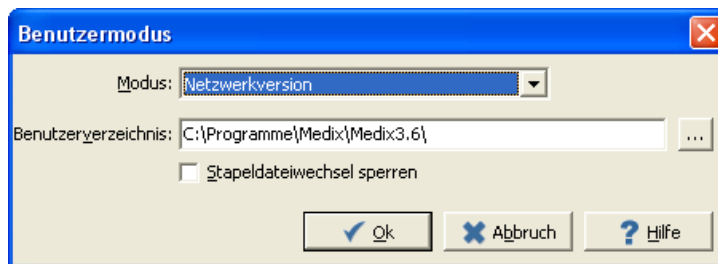 Benutzermodus
Modus: Netzwerkversion
Benutzerverzeichnis: C:\Programme\Medix\Medix3.6\ ...
Stapeldateiwechsel sperren
Ok Abbruch ? Hilfe